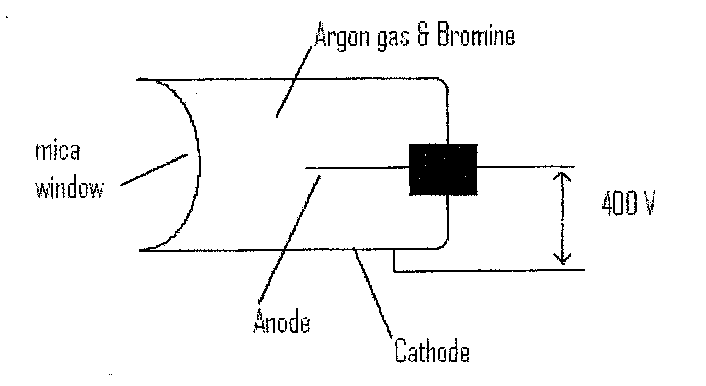 Argon gas & Bromine
mica
window
400 V
Anode
Cathode